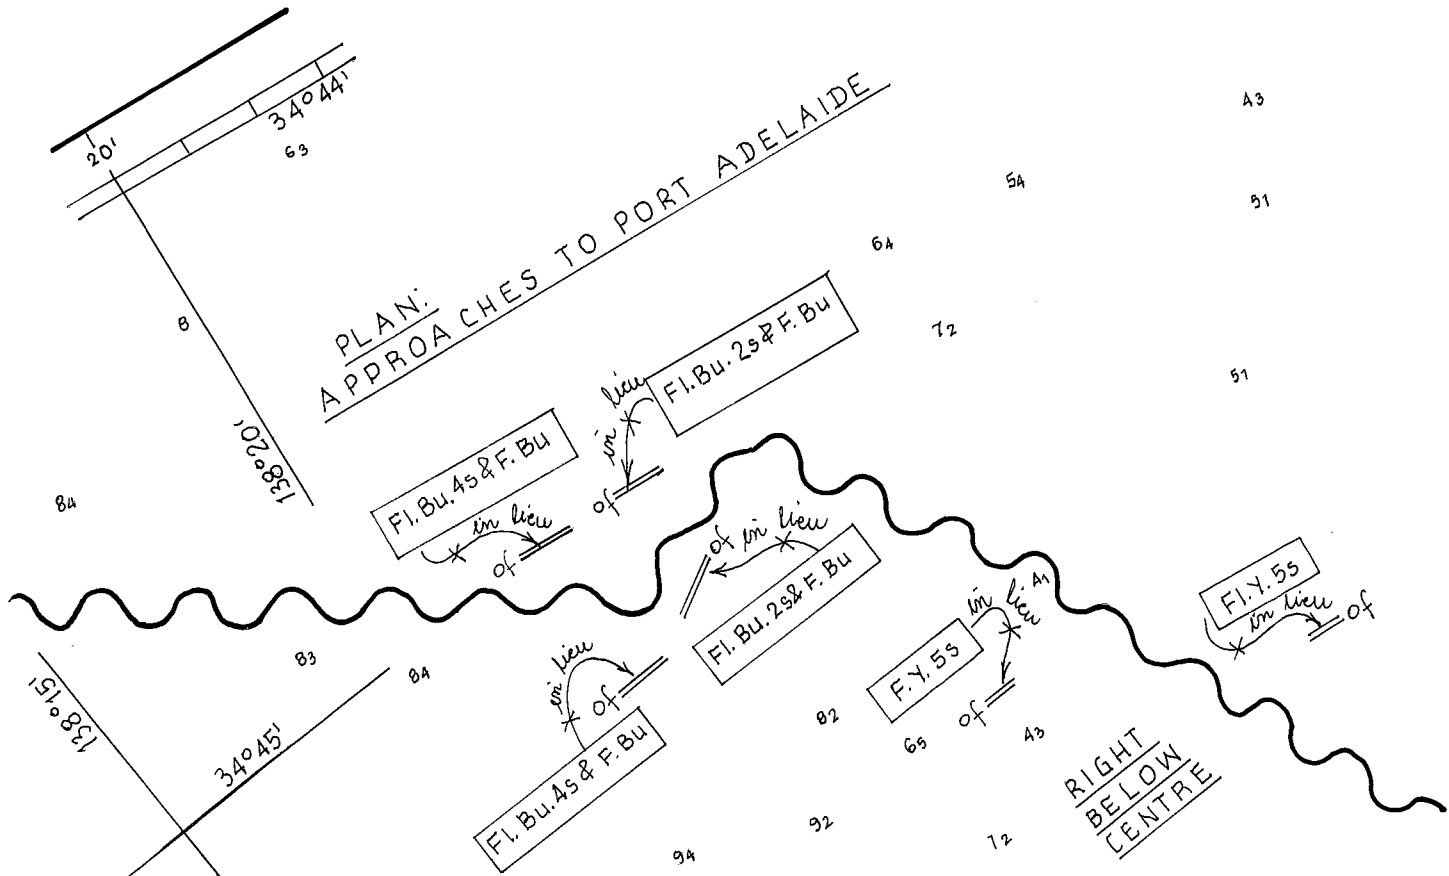 20'
34°44'
63
43
54
51
64
8
PLAN:
APPROACHES TO PORT ADELAIDE
72
51
138°20'
84
Fl.Bu.2s&F.Bu
in lieu
of
Fl.Bu.4s&F.Bu
in lieu
of
of in lieu
Fl.Bu.2s&F.Bu
A1
in lieu
F.Y.5s
of
Fl.Y.5s
in lieu of
83
84
138°15'
34°45'
in lieu
of
Fl.Bu.4s&F.Bu
82
65
43
RIGHT
BELOW
CENTRE
92
94
72